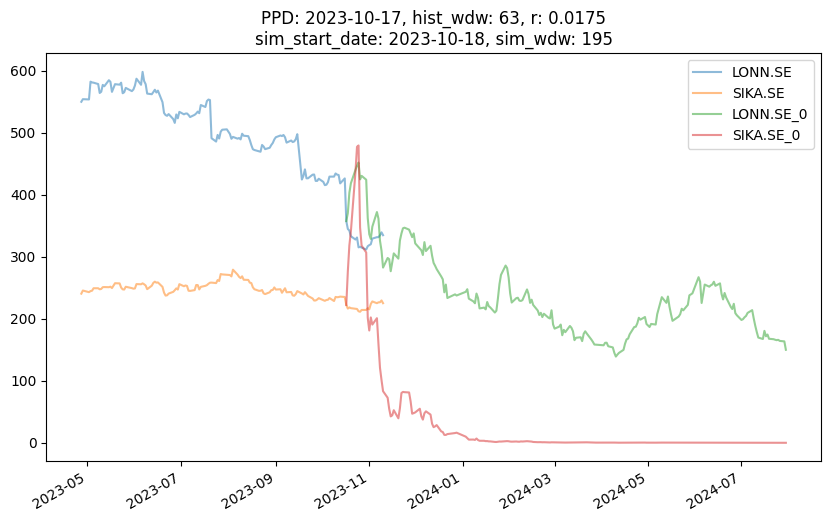 PPD: 2023-10-17, hist_wdw: 63, r: 0.0175
sim_start_date: 2023-10-18, sim_wdw: 195
LONN.SE
SIKA.SE
LONN.SE_0
SIKA.SE_0
600
500
400
300
200
100
0
2023-05
2023-07
2023-09
2023-11
2024-01
2024-03
2024-05
2024-07